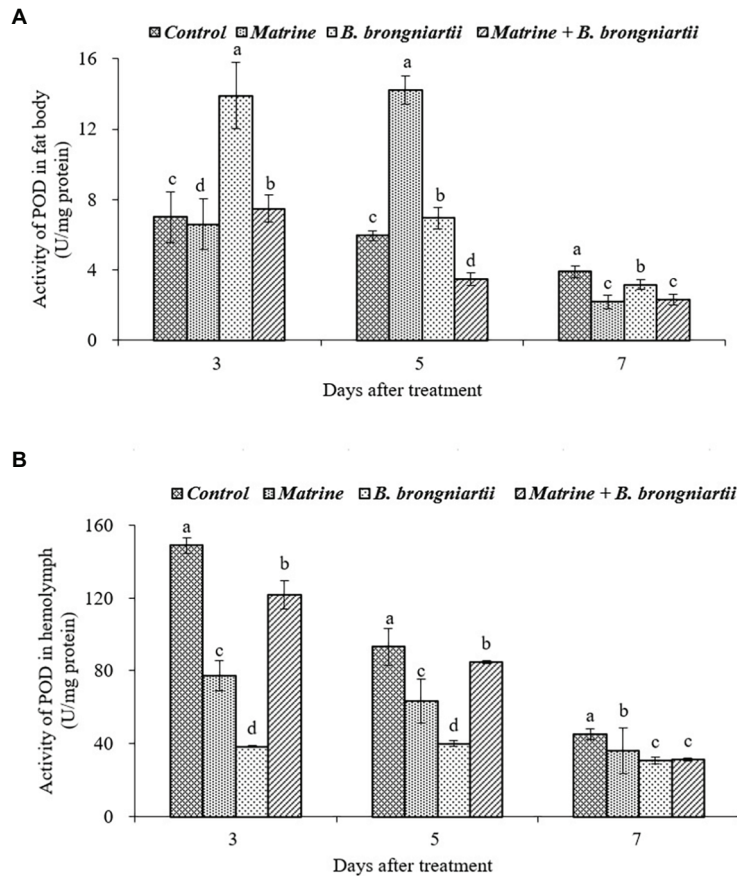 A
Control Matrine B. brongniartii Matrine + B. brongniartii
Activity of POD in fat body
(U/mg protein)
16
12
8
4
0
c d a b
c a b d
a c b c
3 5 7
Days after treatment
B
Control Matrine B. brongniartii Matrine + B. brongniartii
Activity of POD in hemolymph
(U/mg protein)
160
120
80
40
0
a c d b
a c d b
a b c c
3 5 7
Days after treatment